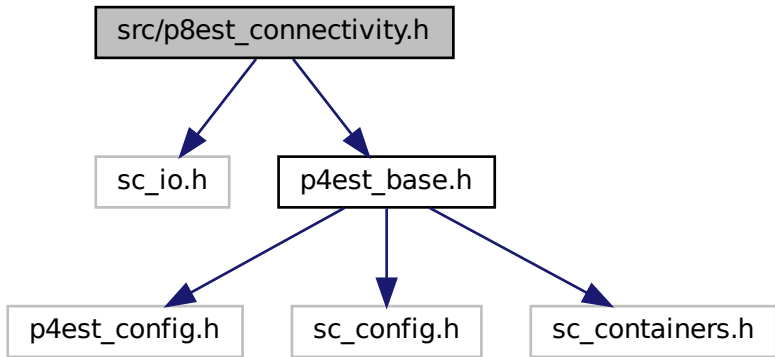 src/p8est_connectivity.h
sc_io.h
p4est_base.h
p4est_config.h
sc_config.h
sc_containers.h